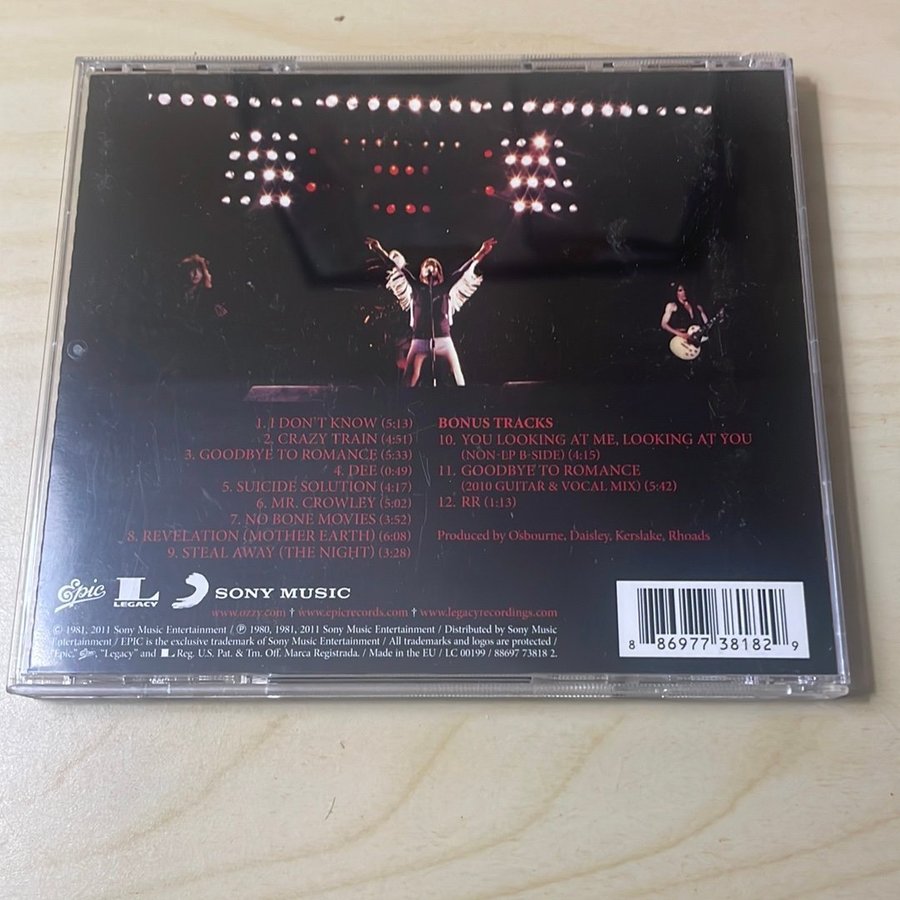 1. I DON'T KNOW (5:13)
2. CRAZY TRAIN (4:51)
3. GOODBYE TO ROMANCE (5:33)
4. DEE (0:49)
5. SUICIDE SOLUTION (4:17)
6. MR. CROWLEY (5:02)
7. NO BONE MOVIES (3:52)
8. REVELATION (MOTHER EARTH) (6:08)
9. STEAL AWAY (THE NIGHT) (3:28)
BONUS TRACKS
10. YOU LOOKING AT ME, LOOKING AT YOU
(NON-LP B-SIDE) (4:15)
11. GOODBYE TO ROMANCE
(2010 GUITAR & VOCAL MIX) (5:42)
12. RR (1:13)
Produced by Osbourne, Daisley, Kerslake, Rhoads
Epic L LEGACY SONY MUSIC
www.ozzy.com † www.epicrecords.com † www.legacyrecordings.com
© 1981, 2011 Sony Music Entertainment / ℗ 1980, 1981, 2011 Sony Music Entertainment / Distributed by Sony Music
Entertainment / EPIC is the exclusive trademark of Sony Music Entertainment / All trademarks and logos are protected /
"Epic," Epic, "Legacy" and L Reg. U.S. Pat. & Tm. Off. Marca Registrada. / Made in the EU / LC 00199 / 88697 73818 2.
8 86977 38182 9